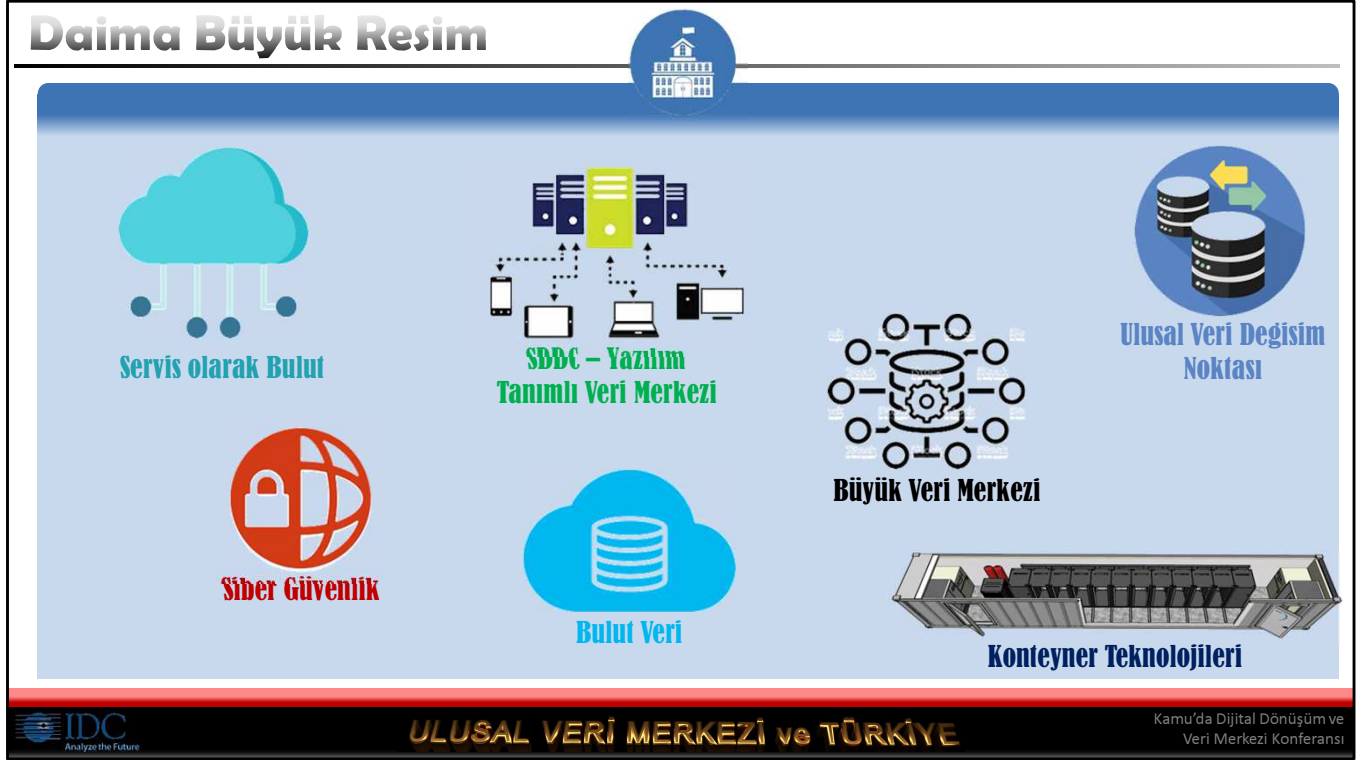 Daima Büyük Resim
Servis olarak Bulut
SDDC – Yazılım
Tanımlı Veri Merkezi
Ulusal Veri Değişim
Noktası
Büyük Veri Merkezi
Siber Güvenlik
Bulut Veri
Konteyner Teknolojileri
IDC
Analyze the Future
ULUSAL VERİ MERKEZİ ve TÜRKİYE
Kamu’da Dijital Dönüşüm ve
Veri Merkezi Konferansı